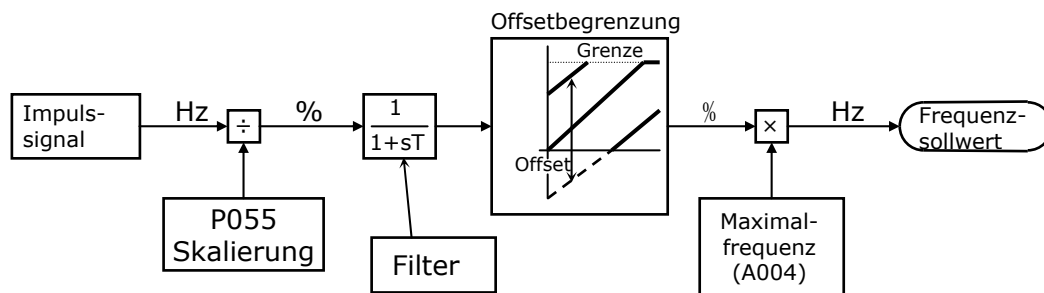 Offsetbegrenzung
Grenze
Offset
Impuls-
signal
Hz
÷
%
1
1+sT
%
×
Hz
Frequenz-
sollwert
P055
Skalierung
Filter
Maximal-
frequenz
(A004)